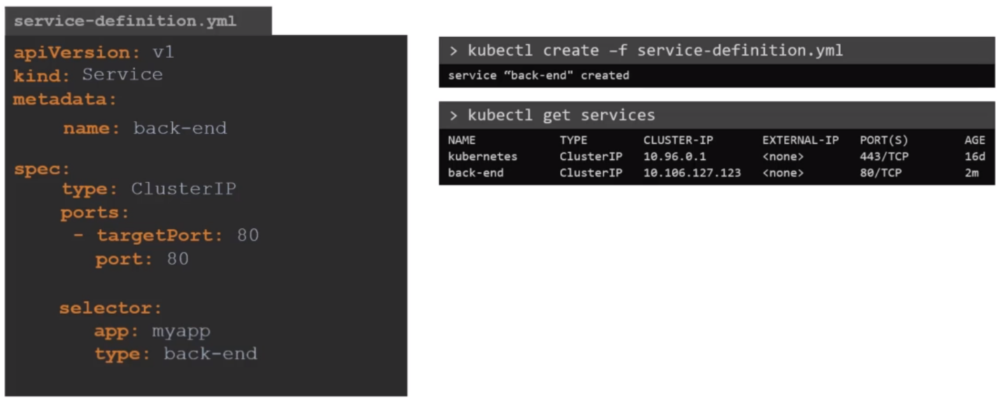 service-definition.yml
apiVersion: v1
kind: Service
metadata:
name: back-end
spec:
type: ClusterIP
ports:
- targetPort: 80
port: 80
selector:
app: myapp
type: back-end
> kubectl create –f service-definition.yml
service “back-end" created
> kubectl get services
NAME TYPE CLUSTER-IP EXTERNAL-IP PORT(S) AGE
kubernetes ClusterIP 10.96.0.1 <none> 443/TCP 16d
back-end ClusterIP 10.106.127.123 <none> 80/TCP 2m